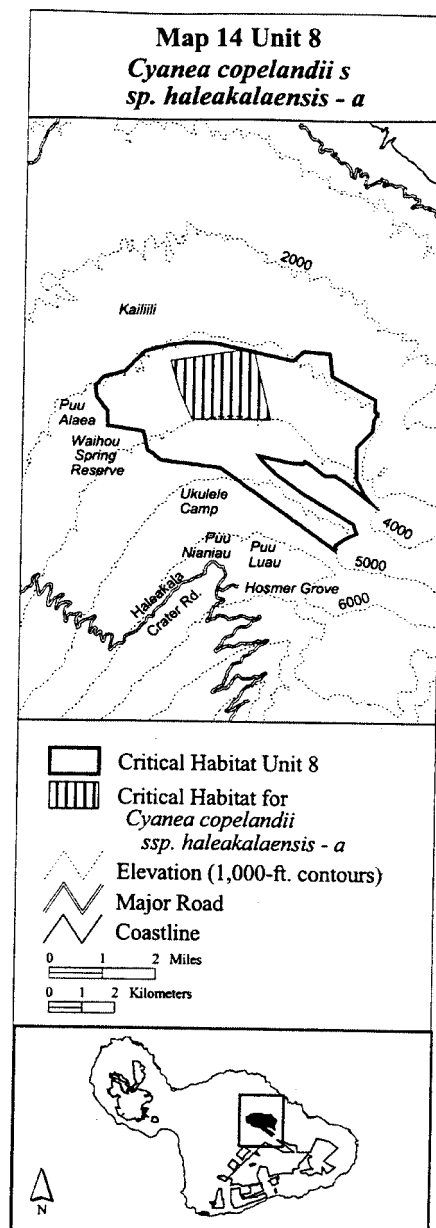 Map 14 Unit 8
Cyanea copelandii s
sp. haleakalaensis - a
2000
Kailiili
Puu
Alaea
Waihou
Spring
Reserve
Ukulele
Camp
4000
Puu
Nianiau
Puu
Luau
5000
Haleakala
Crater Rd.
Hosmer Grove
6000
Critical Habitat Unit 8
Critical Habitat for
Cyanea copelandii
ssp. haleakalaensis - a
Elevation (1,000-ft. contours)
Major Road
Coastline
0 1 2 Miles
0 1 2 Kilometers
N